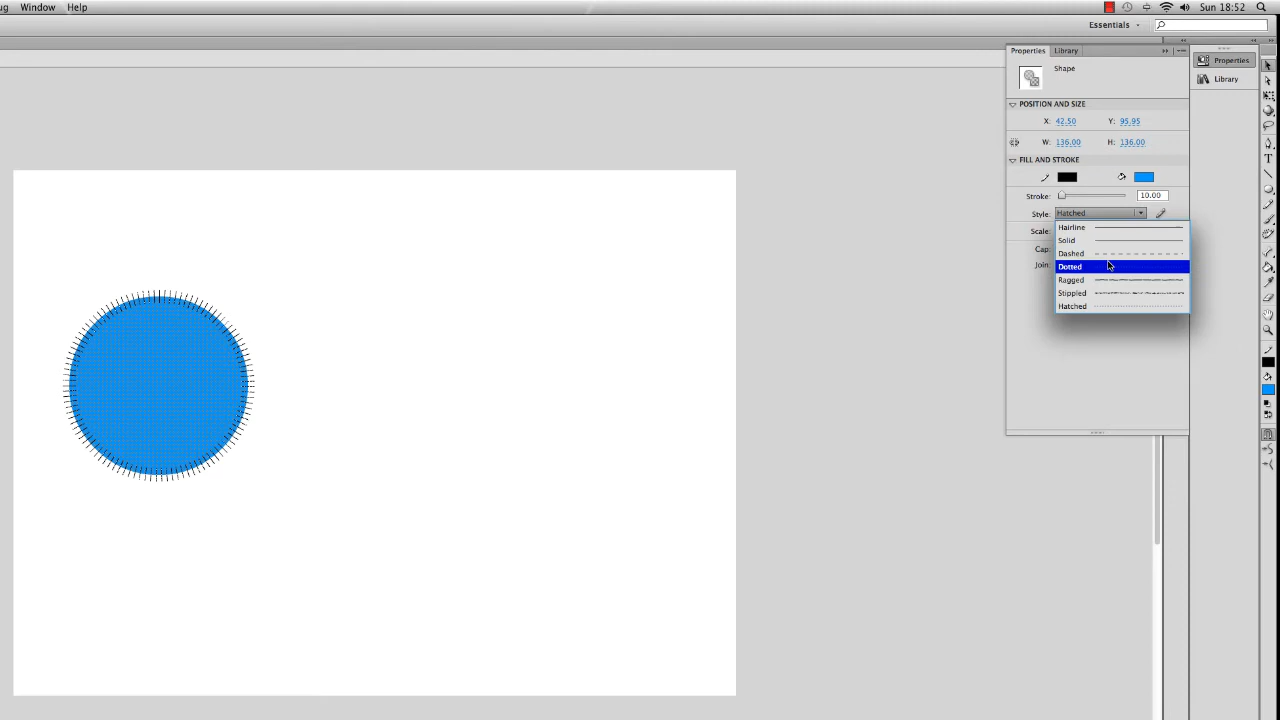 ug Window Help Sun 18:52
Essentials
Properties Library
Properties
Library
Shape
POSITION AND SIZE
X: 42.50 Y: 95.95
W: 136.00 H: 136.00
FILL AND STROKE
Stroke: 10.00
Style: Hatched
Scale:
Cap:
Join:
Hairline
Solid
Dashed
Dotted
Ragged
Stippled
Hatched